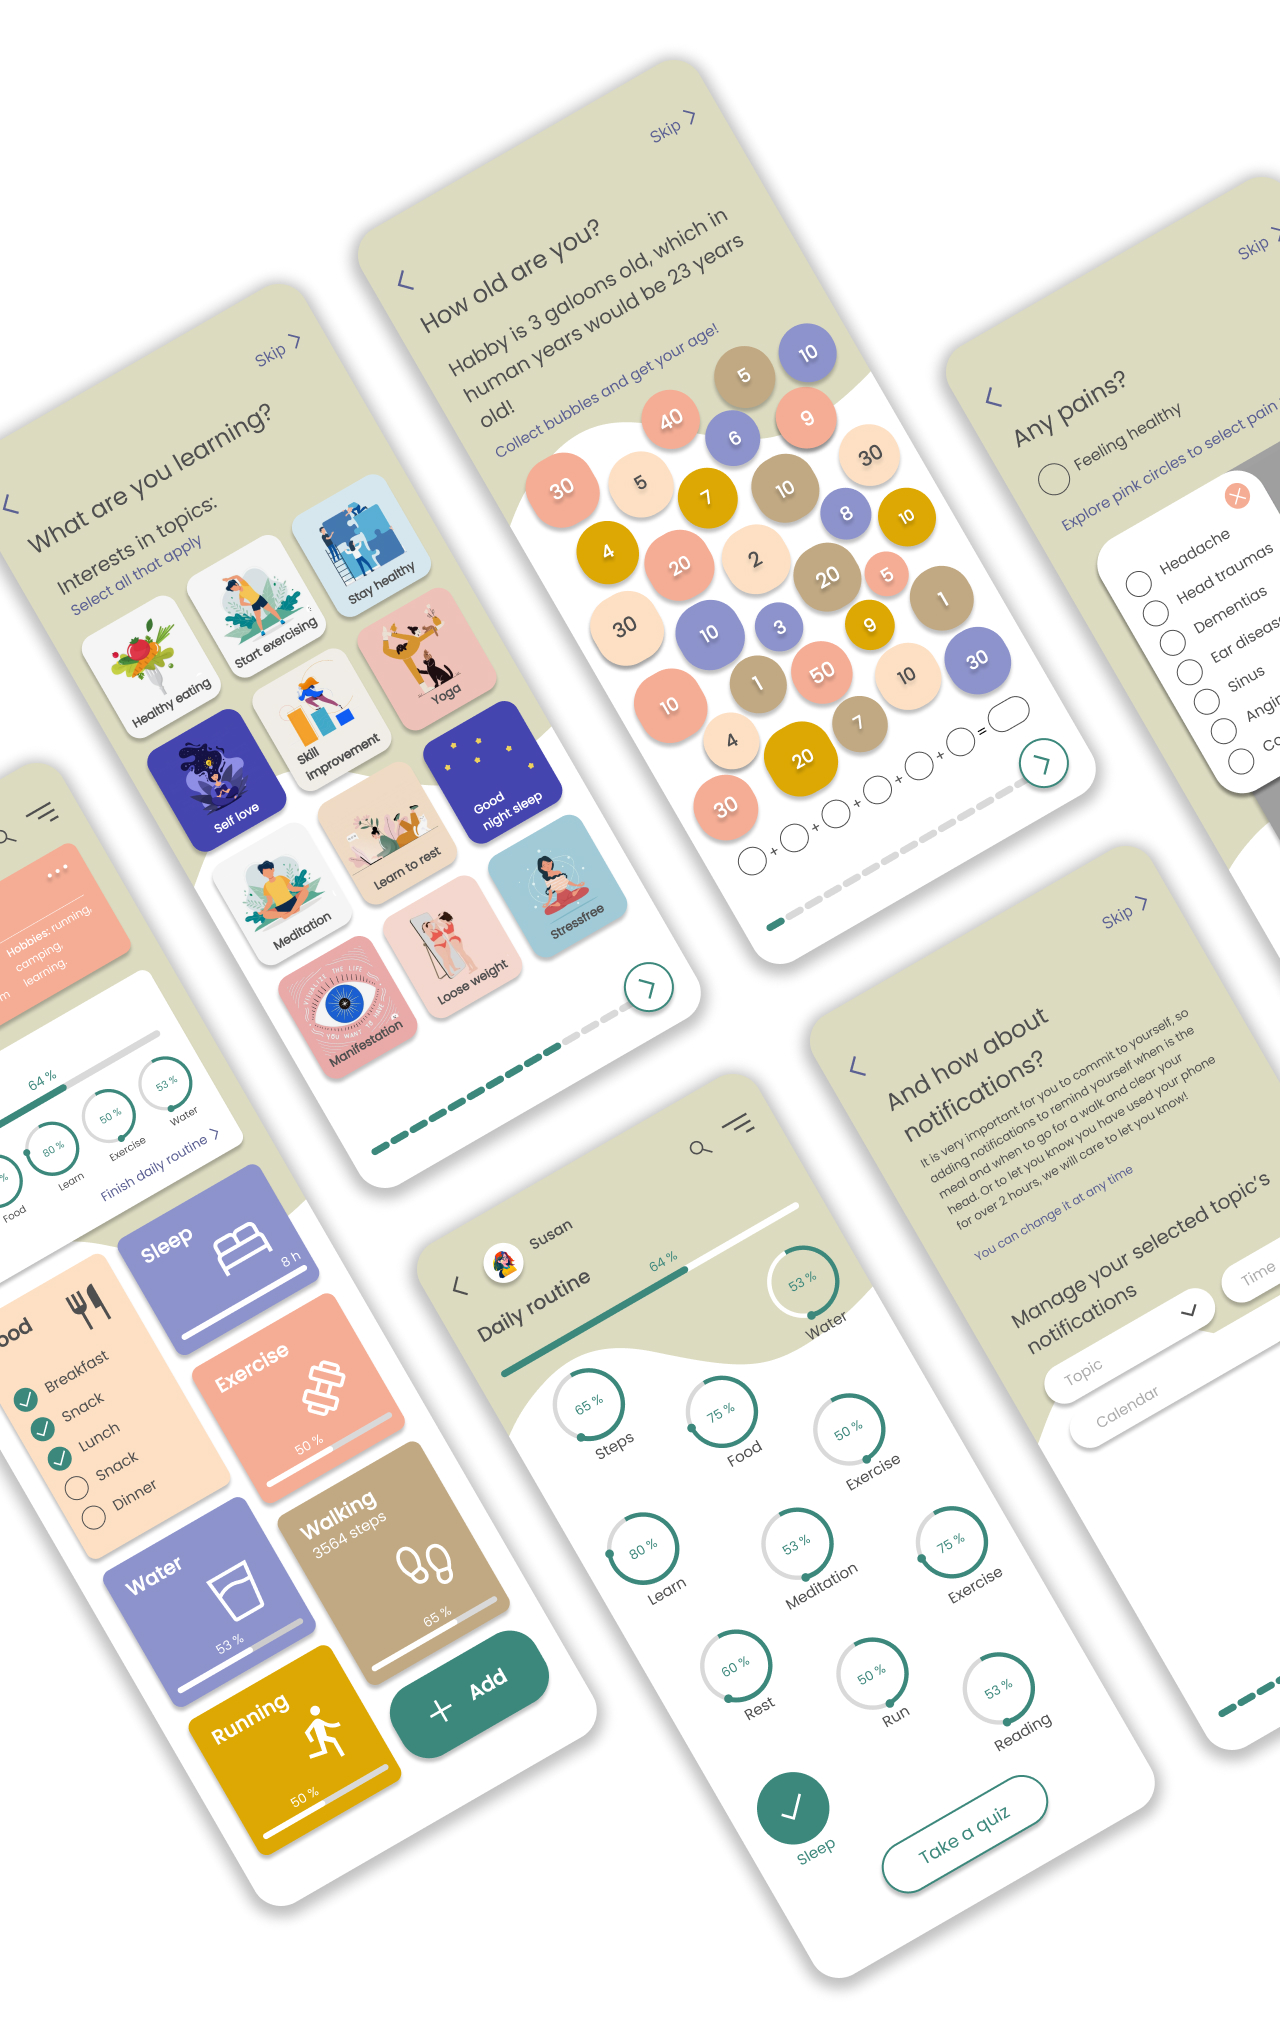 Skip
How old are you?
Habby is 3 galoons old, which in
human years would be 23 years
old!
Collect bubbles and get your age!
10
5
40
6
9
30
30
5
7
10
8
10
4
20
2
20
5
1
30
10
3
9
10
1
50
10
30
4
20
7
30
+ + + + + =
Skip
What are you learning?
Interests in topics:
Select all that apply
Healthy eating
Start exercising
Stay healthy
Self love
Skill
improvement
Yoga
Meditation
Learn to rest
Good
night sleep
Manifestation
VISUALIZE THE LIFE
YOU WANT TO HAVE
Loose weight
Stressfree
Skip
Any pains?
Feeling healthy
Explore pink circles to select pain
Headache
Head traumas
Dementias
Sinus
Hobbies: running,
camping,
learning.
64 %
80 %
50 %
53 %
Food
Learn
Exercise
Water
Finish daily routine
Sleep
8 h
Breakfast
Snack
Lunch
Snack
Dinner
Exercise
50 %
Water
53 %
Walking
3564 steps
65 %
Running
50 %
Add
Susan
Daily routine
64 %
53 %
Water
65 %
Steps
75 %
Food
50 %
Exercise
80 %
Learn
53 %
Meditation
75 %
Exercise
60 %
Rest
50 %
Run
53 %
Reading
Sleep
Take a quiz
Skip
And how about
notifications?
It is very important for you to commit to yourself, so
adding notifications to remind yourself when is the
meal and when to go for a walk and clear your
head. Or to let you know you have used your phone
for over 2 hours, we will care to let you know!
You can change it at any time
Manage your selected topic's
notifications
Topic
Time
Calendar